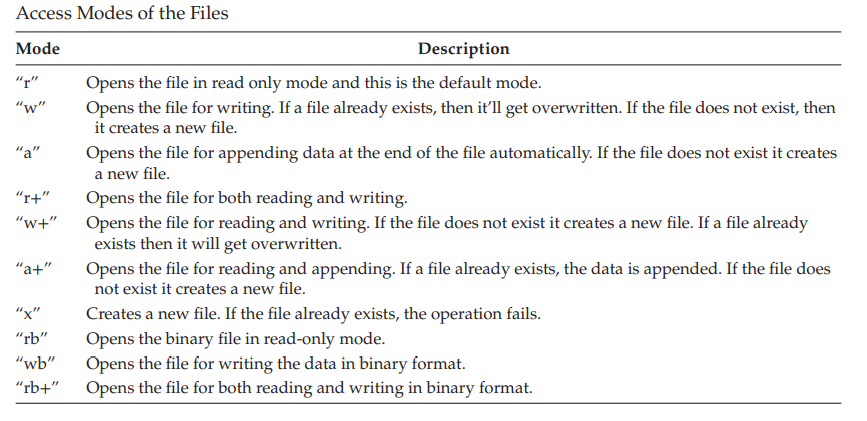 Access Modes of the Files
Mode Description
“r” Opens the file in read only mode and this is the default mode.
“w” Opens the file for writing. If a file already exists, then it’ll get overwritten. If the file does not exist, then
it creates a new file.
“a” Opens the file for appending data at the end of the file automatically. If the file does not exist it creates
a new file.
“r+” Opens the file for both reading and writing.
“w+” Opens the file for reading and writing. If the file does not exist it creates a new file. If a file already
exists then it will get overwritten.
“a+” Opens the file for reading and appending. If a file already exists, the data is appended. If the file does
not exist it creates a new file.
“x” Creates a new file. If the file already exists, the operation fails.
“rb” Opens the binary file in read-only mode.
“wb” Opens the file for writing the data in binary format.
“rb+” Opens the file for both reading and writing in binary format.